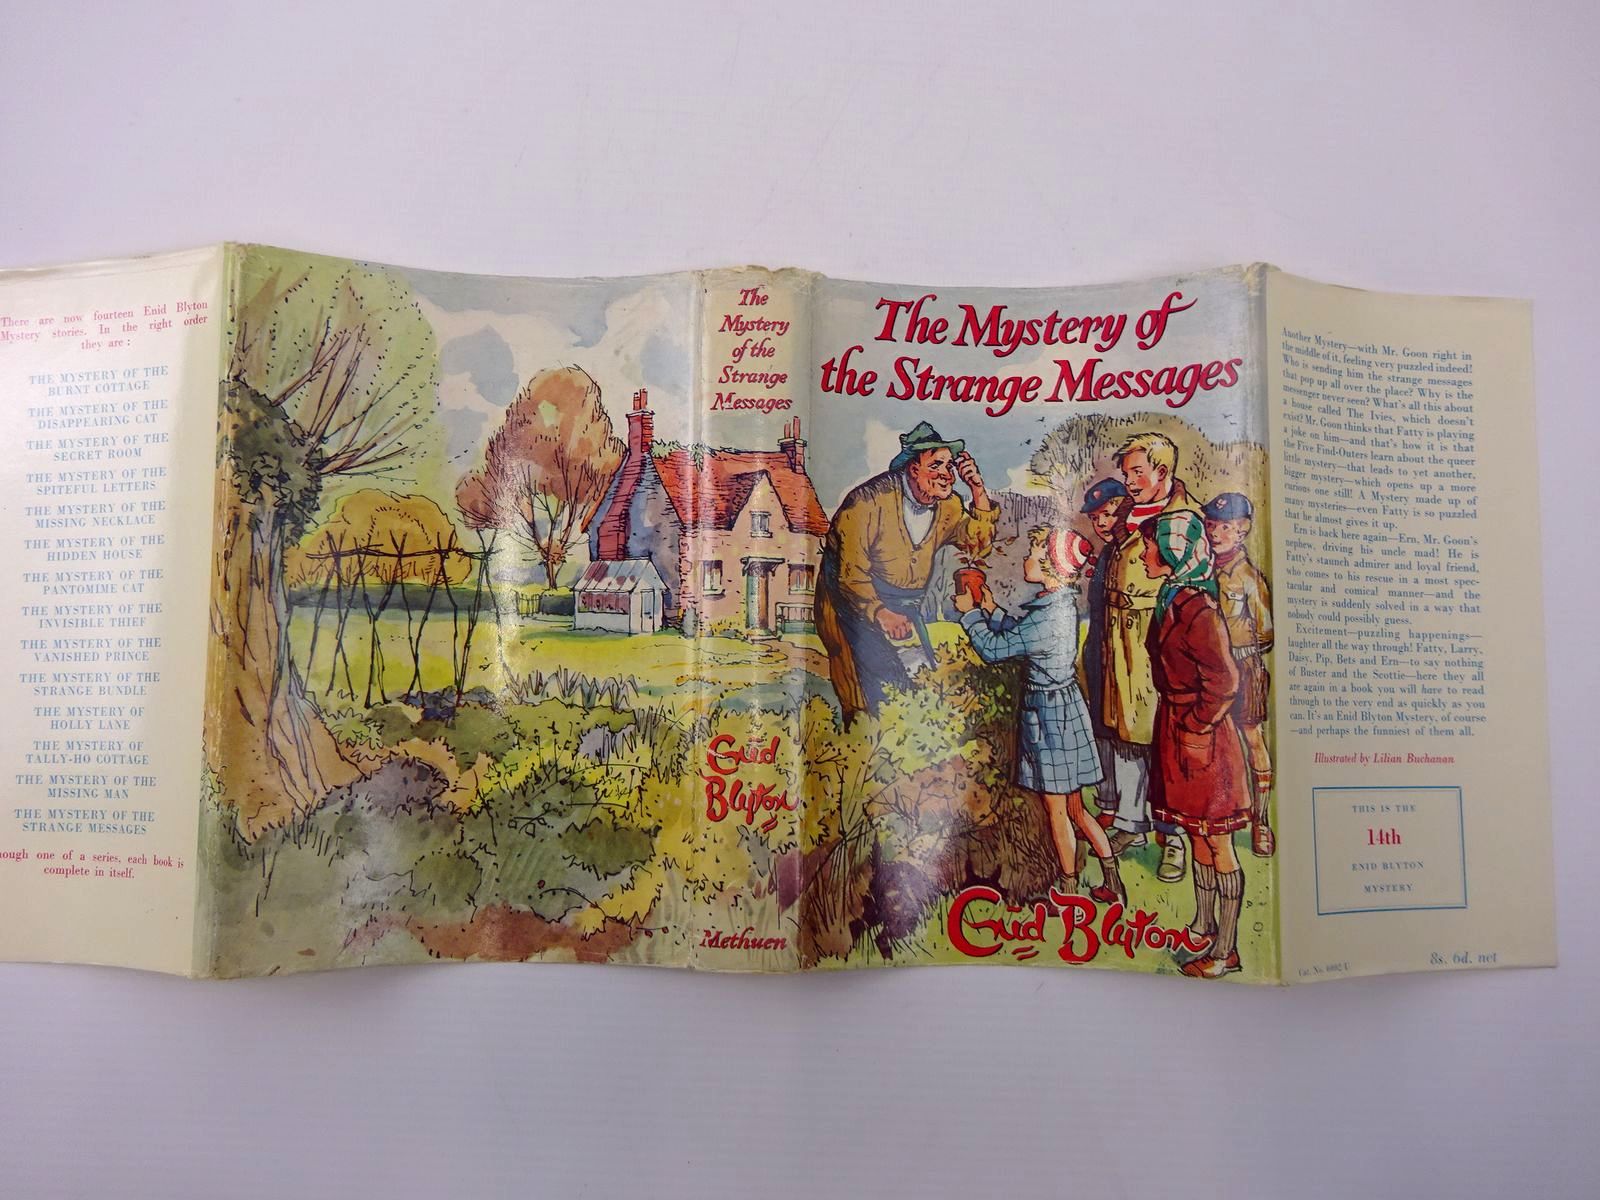 There are now fourteen Enid Blyton
Mystery stories. In the right order
they are :
THE MYSTERY OF THE
BURNT COTTAGE
THE MYSTERY OF THE
DISAPPEARING CAT
THE MYSTERY OF THE
SECRET ROOM
THE MYSTERY OF THE
SPITEFUL LETTERS
THE MYSTERY OF THE
MISSING NECKLACE
THE MYSTERY OF THE
HIDDEN HOUSE
THE MYSTERY OF THE
PANTOMIME CAT
THE MYSTERY OF THE
INVISIBLE THIEF
THE MYSTERY OF THE
VANISHED PRINCE
THE MYSTERY OF THE
STRANGE BUNDLE
THE MYSTERY OF
HOLLY LANE
THE MYSTERY OF
TALLY-HO COTTAGE
THE MYSTERY OF THE
MISSING MAN
THE MYSTERY OF THE
STRANGE MESSAGES
ough one of a series, each book is
complete in itself.
The
Mystery
of the
Strange
Messages
Enid
Blyton
Methuen
The Mystery of
the Strange Messages
Enid Blyton
Another Mystery—with Mr. Goon right in
the middle of it, feeling very puzzled indeed!
Who is sending him the strange messages
that pop up all over the place? Why is the
messenger never seen? What's all this about
a house called The Ivies, which doesn't
exist? Mr. Goon thinks that Fatty is playing
a joke on him—and that's how it is that
the Five Find-Outers learn about the queer
little mystery—that leads to yet another,
bigger mystery—which opens up a more
curious one still! A Mystery made up of
many mysteries—even Fatty is so puzzled
that he almost gives it up.
Ern is back here again—Ern, Mr. Goon's
nephew, driving his uncle mad! He is
Fatty's staunch admirer and loyal friend,
who comes to his rescue in a most spec-
tacular and comical manner—and the
mystery is suddenly solved in a way that
nobody could possibly guess.
Excitement—puzzling happenings—
laughter all the way through! Fatty, Larry,
Daisy, Pip, Bets and Ern—to say nothing
of Buster and the Scottie—here they all
are again in a book you will have to read
through to the very end as quickly as you
can. It's an Enid Blyton Mystery, of course
—and perhaps the funniest of them all.
Illustrated by Lilian Buchanan
THIS IS THE
14th
ENID BLYTON
MYSTERY
Cat. No. 6092/U
8s. 6d. net